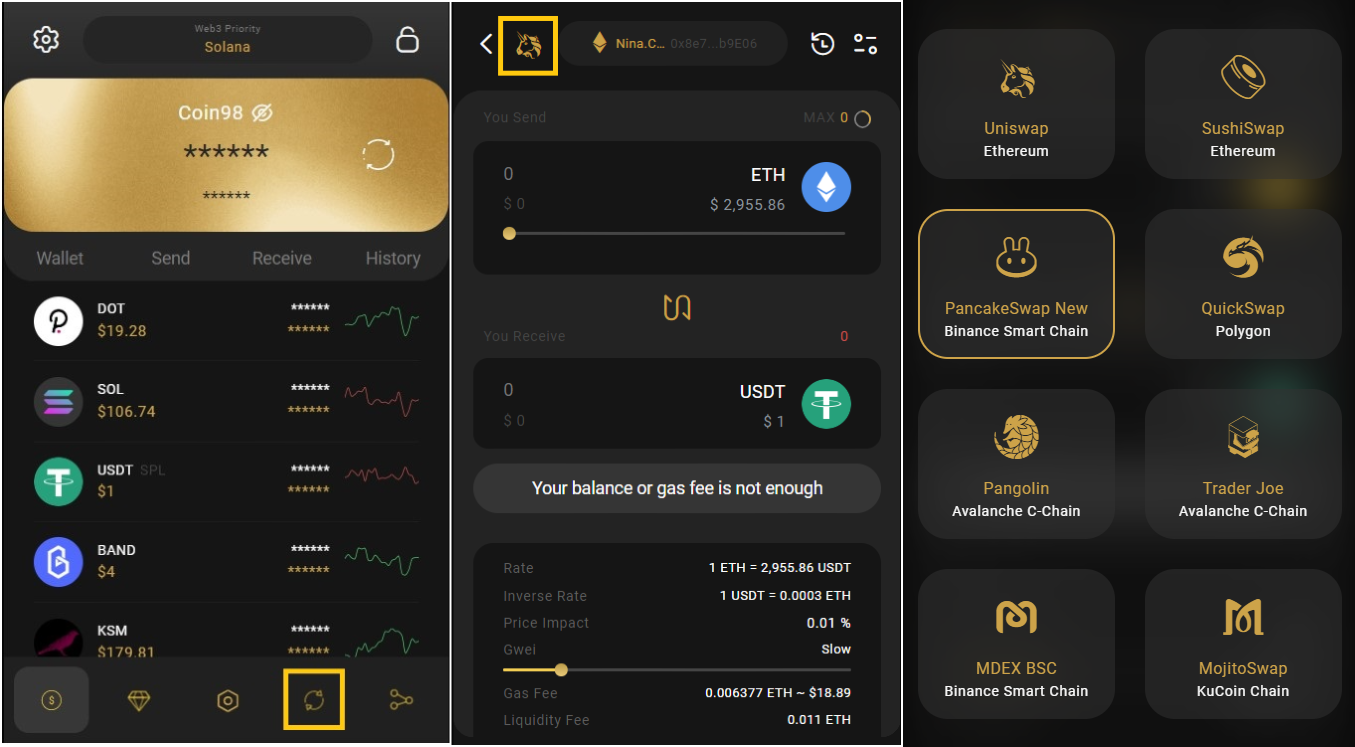 Web3 Priority
Solana
Coin98
******
******
Wallet Send Receive History
DOT ******
$19.28 ******
SOL ******
$106.74 ******
USDT SPL ******
$1 ******
BAND ******
$4 ******
KSM ******
$179.81 ******
Nina.C... 0x8e7...b9E06
You Send MAX 0
0 ETH
$ 0 $ 2,955.86
You Receive 0
0 USDT
$ 0 $ 1
Your balance or gas fee is not enough
Rate 1 ETH = 2,955.86 USDT
Inverse Rate 1 USDT = 0.0003 ETH
Price Impact 0.01 %
Gwei Slow
Gas Fee 0.006377 ETH ~ $18.89
Liquidity Fee 0.011 ETH
Uniswap
Ethereum
SushiSwap
Ethereum
PancakeSwap New
Binance Smart Chain
QuickSwap
Polygon
Pangolin
Avalanche C-Chain
Trader Joe
Avalanche C-Chain
MDEX BSC
Binance Smart Chain
MojitoSwap
KuCoin Chain